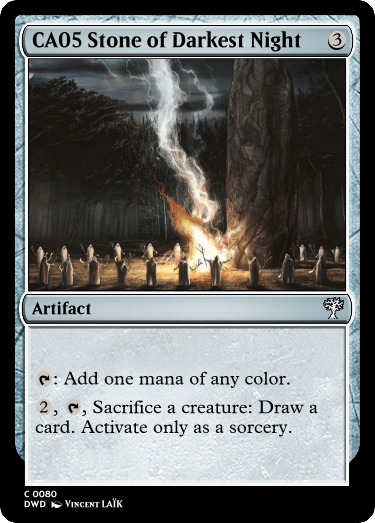 CA05 Stone of Darkest Night 3
Artifact
: Add one mana of any color.
2, , Sacrifice a creature: Draw a
card. Activate only as a sorcery.
C 0080
DWD Vincent LAÏK